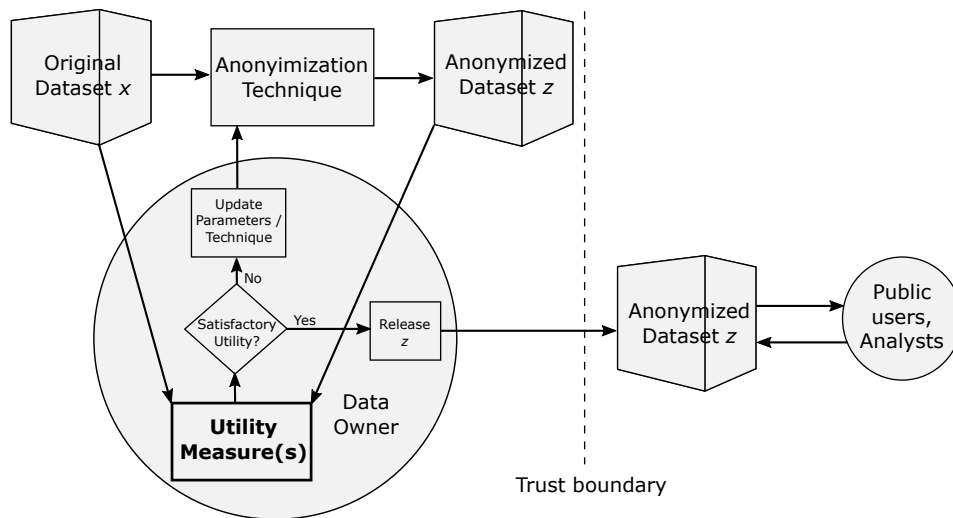 Original
Dataset x
Anonyimization
Technique
Anonymized
Dataset z
Update
Parameters /
Technique
No
Satisfactory
Utility?
Yes
Release
z
Utility
Measure(s)
Data
Owner
Trust boundary
Anonymized
Dataset z
Public
users,
Analysts